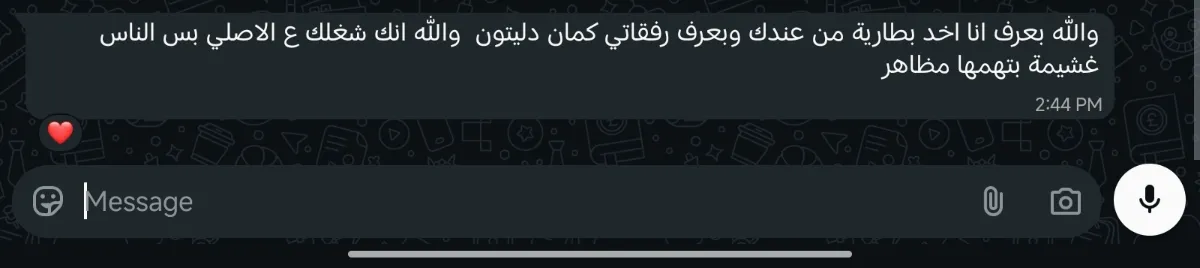 والله بعرف انا اخد بطارية من عندك وبعرف رفقاتي كمان دليتون والله انك شغلك ع الاصلي بس الناس
غشيمة بتهمها مظاهر
2:44 PM
Message